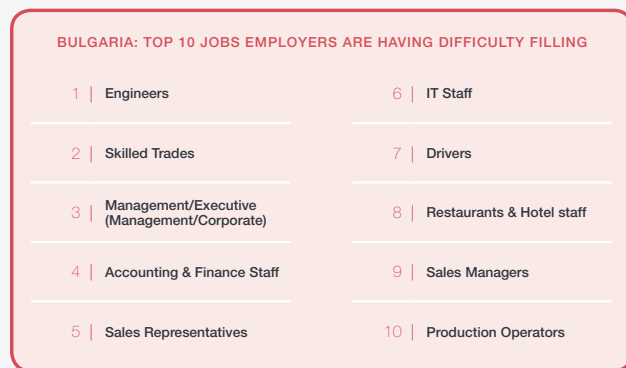 BULGARIA: TOP 10 JOBS EMPLOYERS ARE HAVING DIFFICULTY FILLING
1 | Engineers
2 | Skilled Trades
3 | Management/Executive
(Management/Corporate)
4 | Accounting & Finance Staff
5 | Sales Representatives
6 | IT Staff
7 | Drivers
8 | Restaurants & Hotel staff
9 | Sales Managers
10 | Production Operators